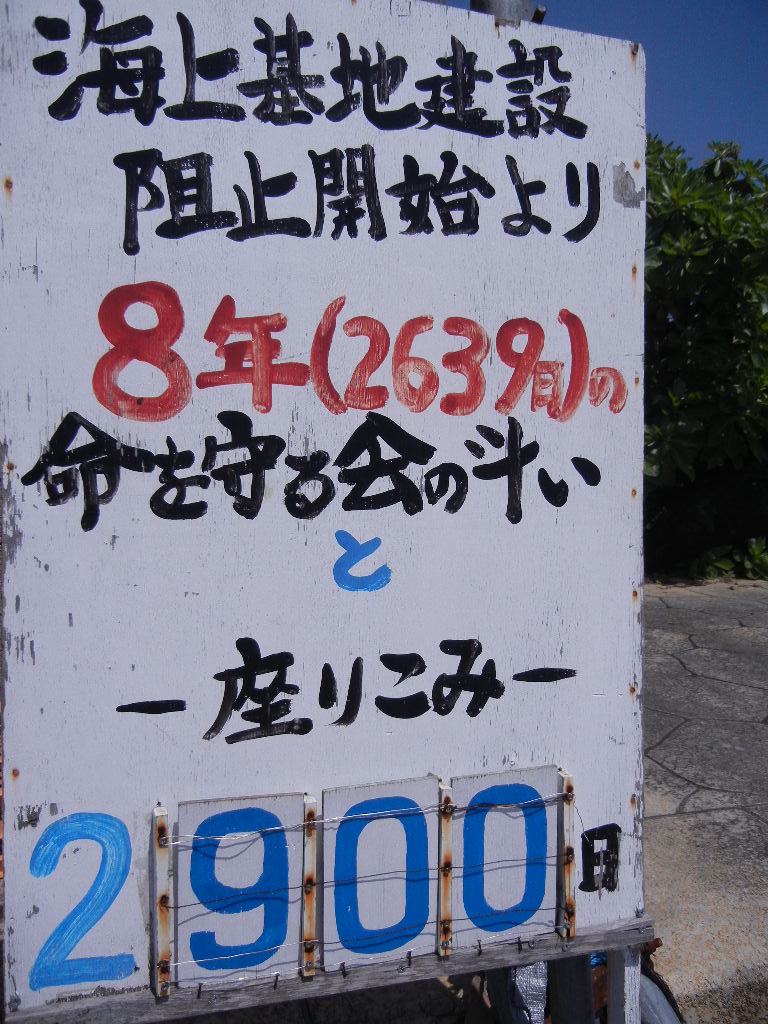 海上基地建設
阻止開始より
8年(2639日)の
命を守る会の斗い
と
ー座りこみー
2900日